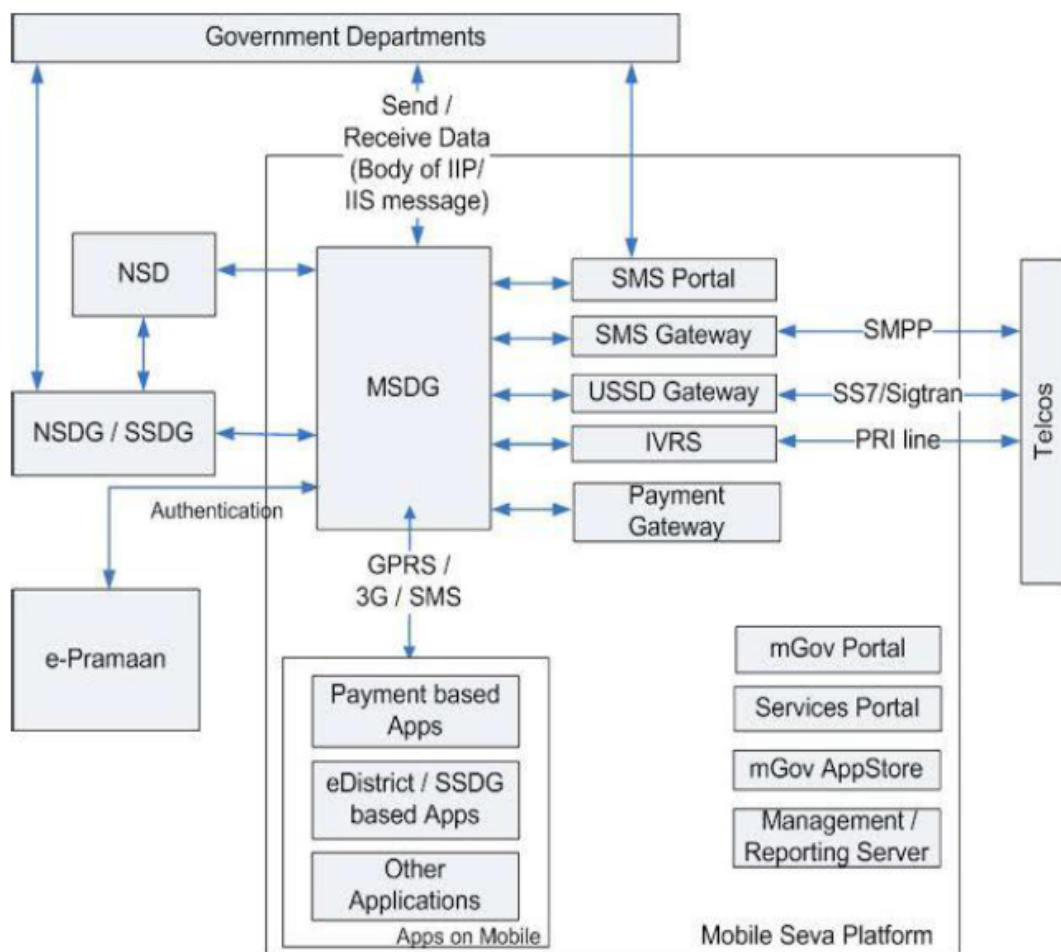 Government Departments
Send /
Receive Data
(Body of IIP/
IIS message)
NSD
SMS Portal
SMS Gateway
SMPP
MSDG
USSD Gateway
SS7/Sigtran
NSDG / SSDG
IVRS
PRI line
Telcos
Authentication
Payment
Gateway
GPRS /
3G / SMS
e-Pramaan
mGov Portal
Payment based
Apps
Services Portal
eDistrict / SSDG
based Apps
mGov AppStore
Management /
Reporting Server
Other
Applications
Apps on Mobile
Mobile Seva Platform